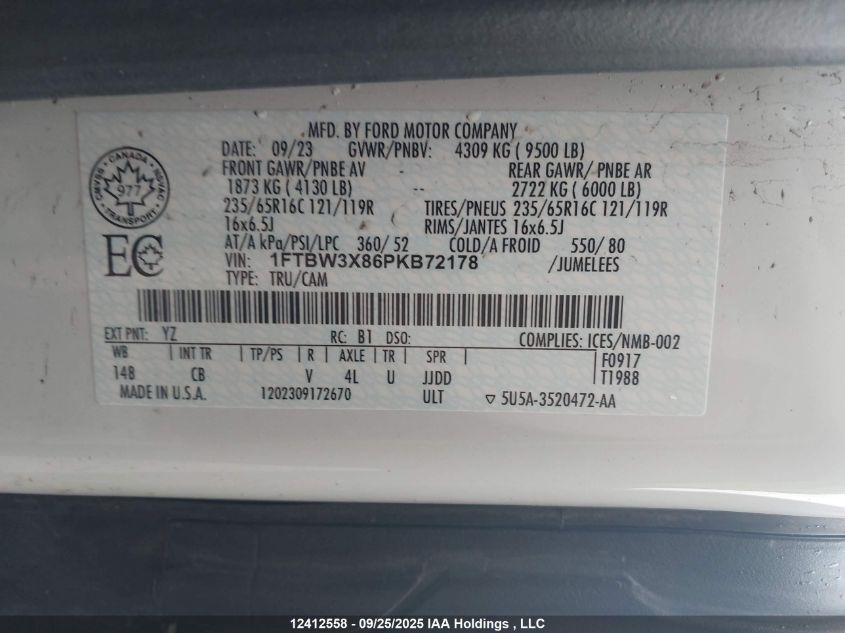 MFD. BY FORD MOTOR COMPANY
DATE: 09/23 GVWR/PNBV: 4309 KG ( 9500 LB)
FRONT GAWR/PNBE AV - REAR GAWR/ PNBE AR
1873 KG ( 4130 LB) -- 2722 KG ( 6000 LB)
235/65R16C 121/119R TIRES/PNEUS 235/65R16C 121/119R
16x6.5J RIMS/JANTES 16x6.5J
AT/A kPa/PSI/LPC 360/ 52 COLD/A FROID 550/ 80
VIN: 1FTBW3X86PKB72178 /JUMELEES
TYPE: TRU/CAM
CANADA
977
TRANSPORT
EC
EXT PNT: YZ RC: B1 DSO: COMPLIES: ICES/NMB-002
WB INT TR TP/PS R AXLE TR SPR F0917
148 CB V 4L U JJDD T1988
MADE IN U.S.A. 1202309172670 ULT ▽ 5U5A-3520472-AA
12412558 - 09/25/2025 IAA Holdings , LLC